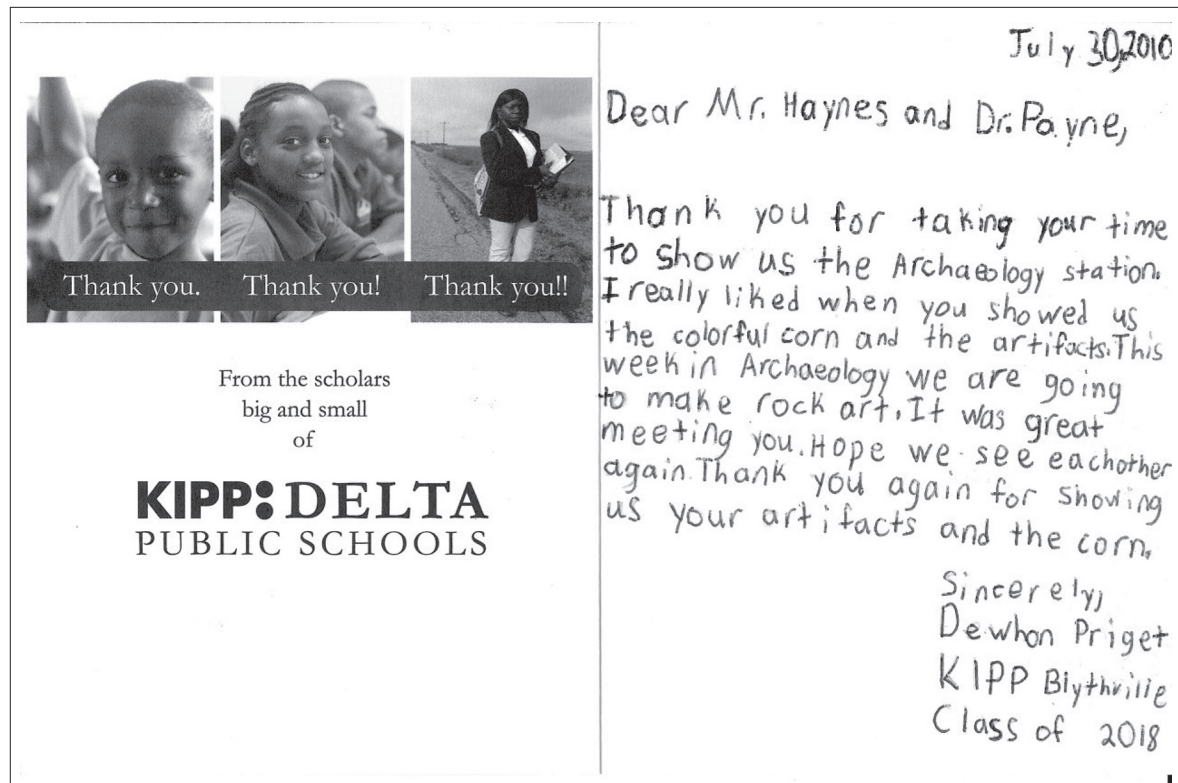 Thank you. Thank you! Thank you!!
From the scholars
big and small
of
KIPP: DELTA
PUBLIC SCHOOLS
July 30, 2010
Dear Mr. Haynes and Dr. Payne,
Thank you for taking your time
to show us the Archaeology station.
I really liked when you showed us
the colorful corn and the artifacts. This
week in Archaeology we are going
to make rock art. It was great
meeting you. Hope we see eachother
again. Thank you again for showing
us your artifacts and the corn.
Sincerely,
Dewhon Priget
KIPP Blythville
Class of 2018